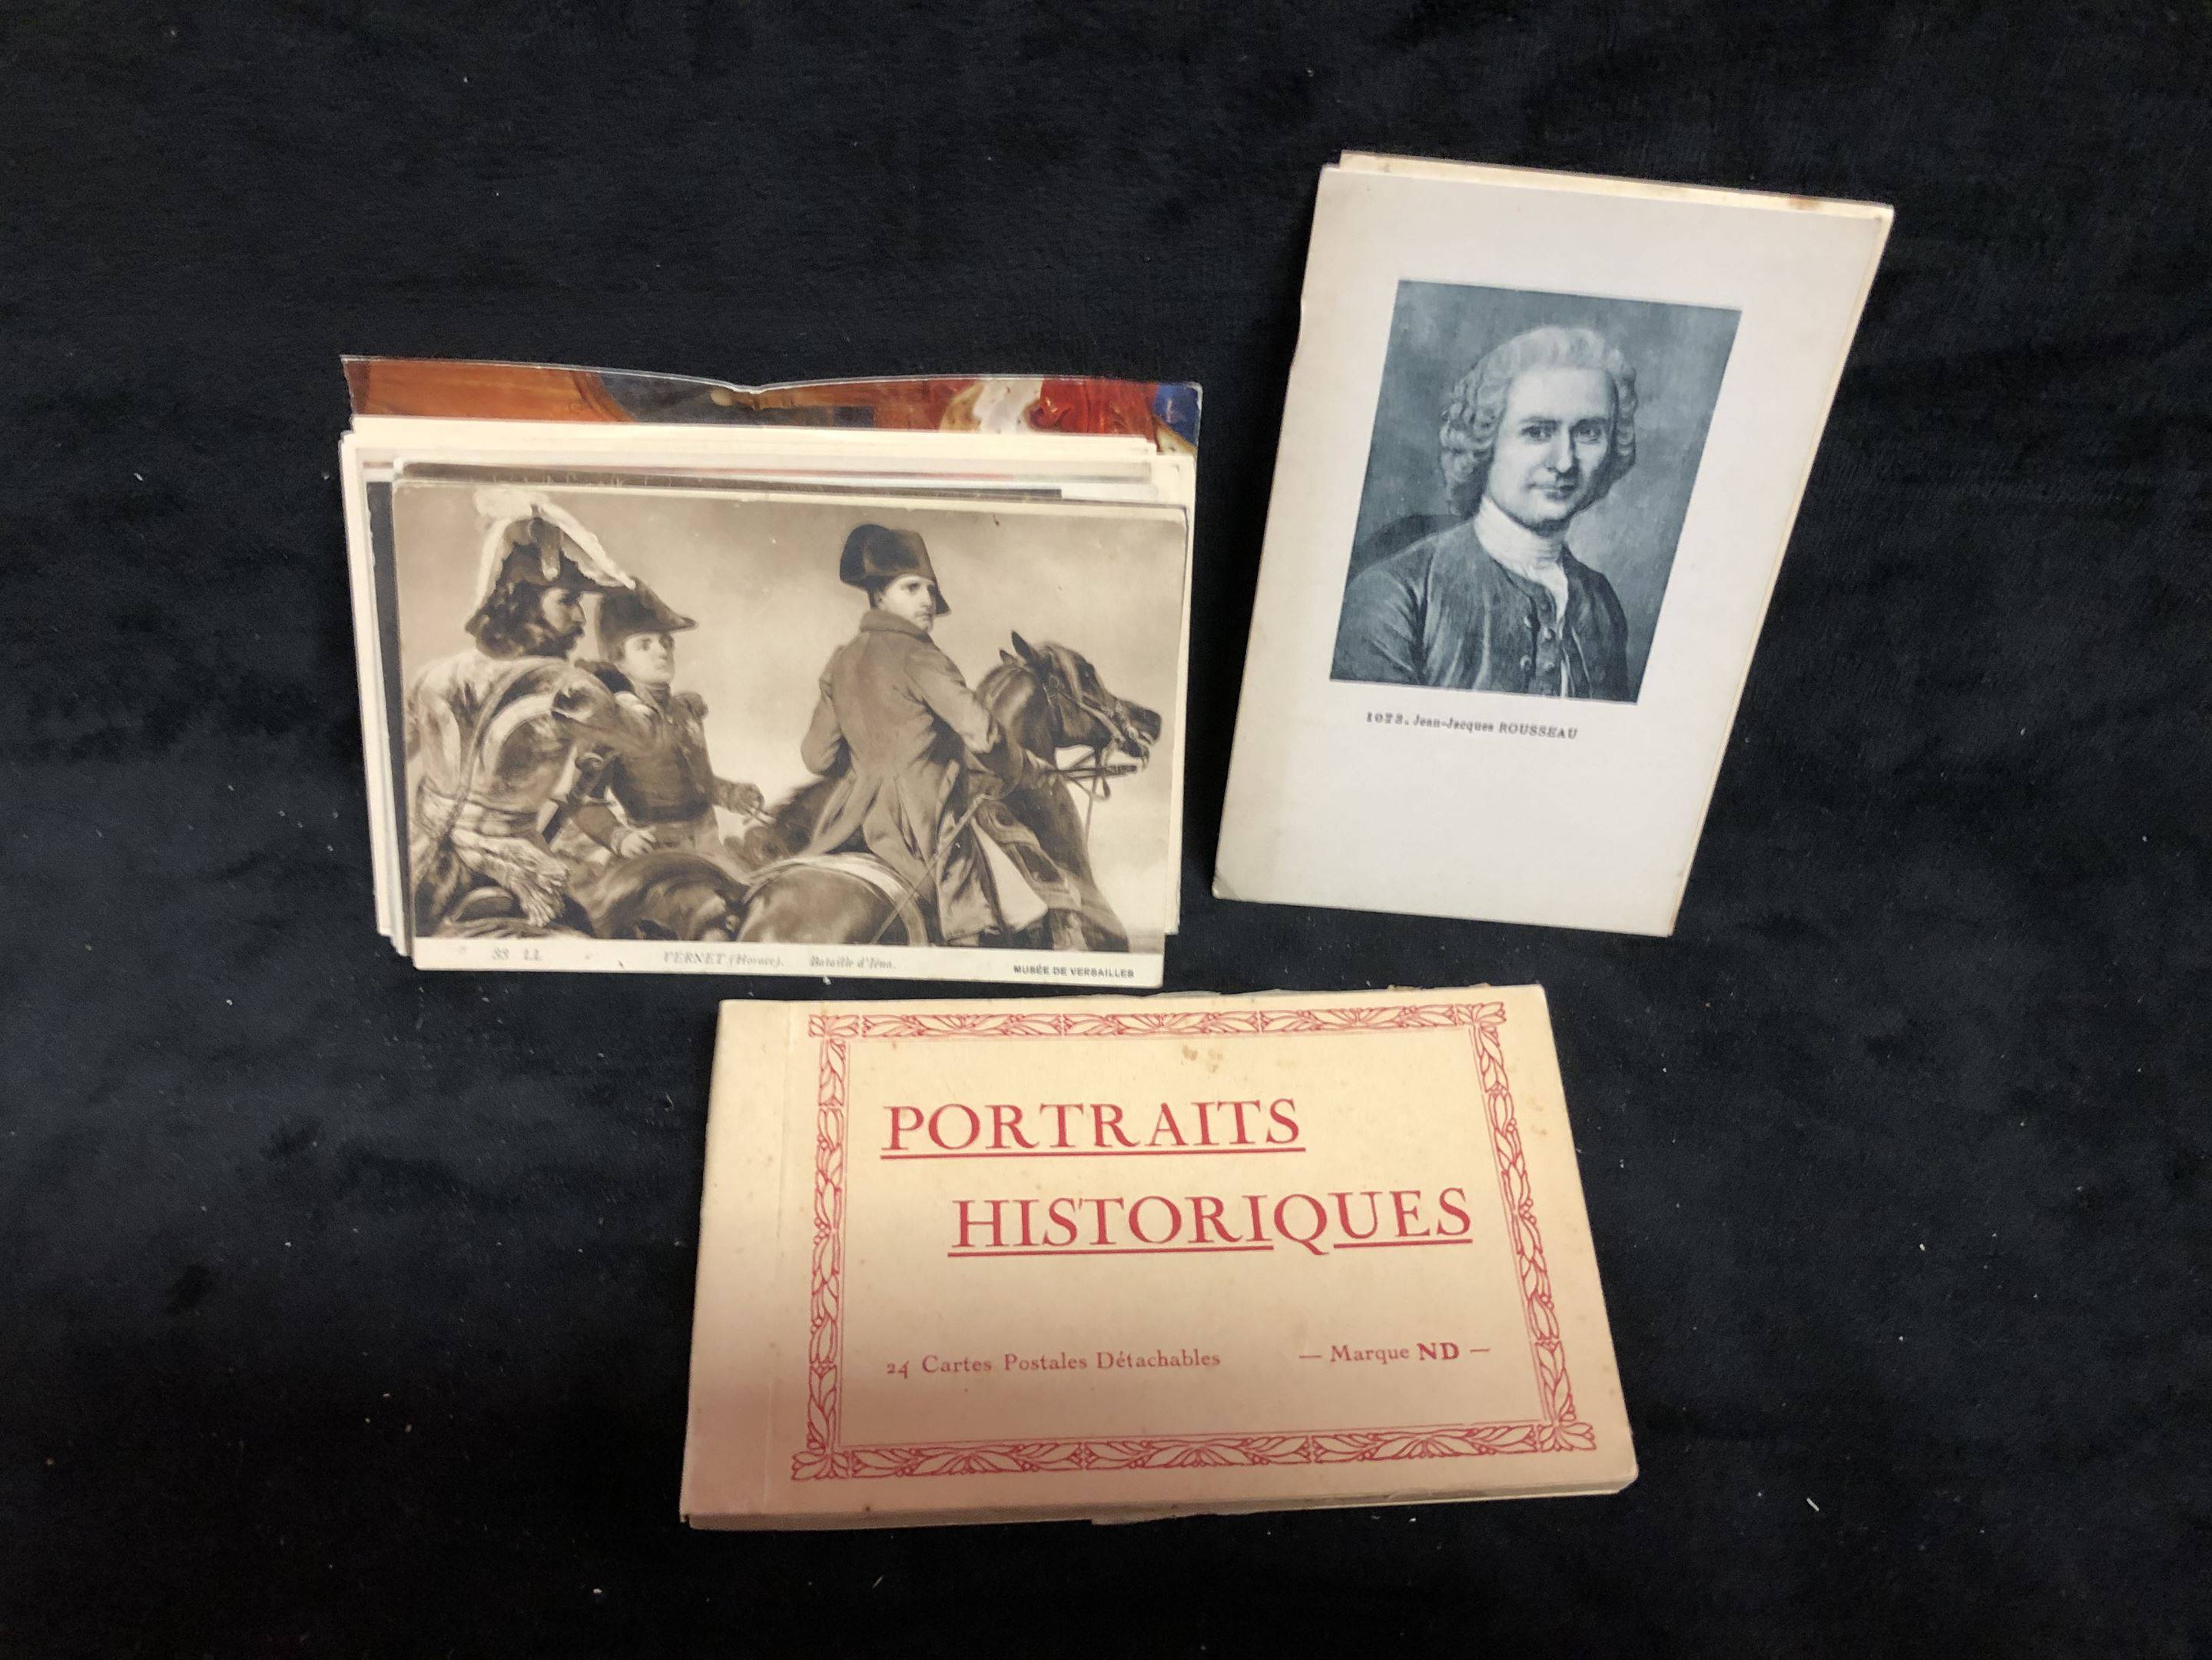 1073. Jean-Jacques ROUSSEAU
33 LL VERNET (Horace). Bataille d'Iéna. MUSÉE DE VERSAILLES
PORTRAITS
HISTORIQUES
24 Cartes Postales Détachables — Marque ND —